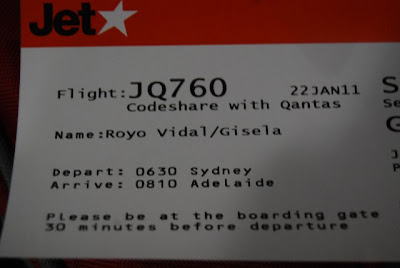 Jet★
Flight:JQ760 22JAN11 S
Codeshare with Qantas Se
Name:Royo Vidal/Gisela G
Depart: 0630 Sydney J
Arrive: 0810 Adelaide P
Please be at the boarding gate
30 minutes before departure